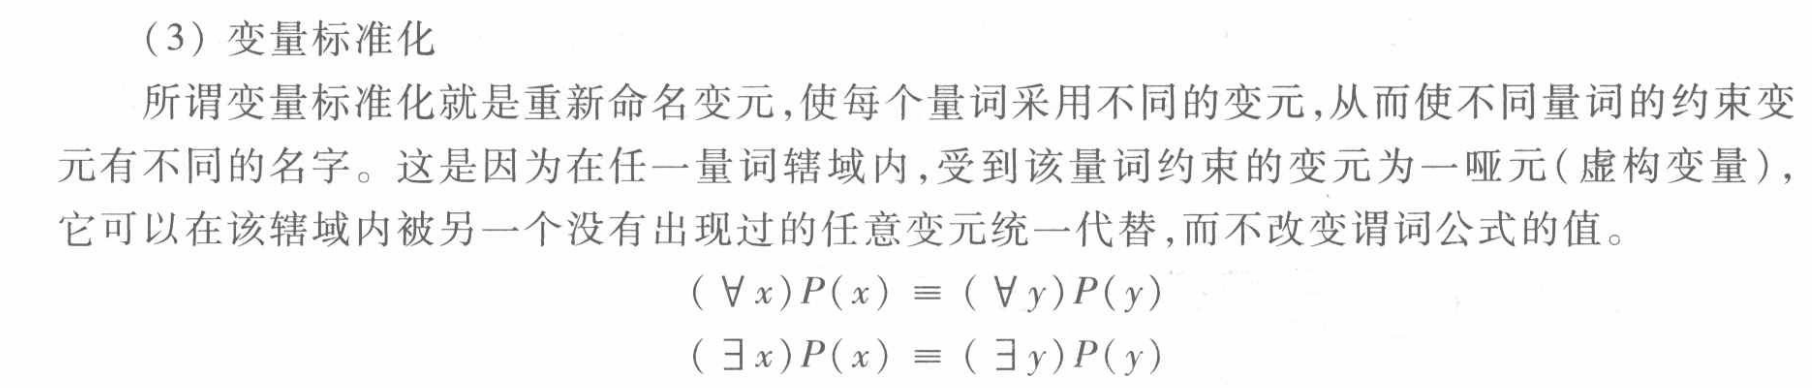 (3) 变量标准化
所谓变量标准化就是重新命名变元,使每个量词采用不同的变元,从而使不同量词的约束变
元有不同的名字。这是因为在任一量词辖域内,受到该量词约束的变元为一哑元(虚构变量),
它可以在该辖域内被另一个没有出现过的任意变元统一代替,而不改变谓词公式的值。
(∀x)P(x) ≡ (∀y)P(y)
(∃x)P(x) ≡ (∃y)P(y)